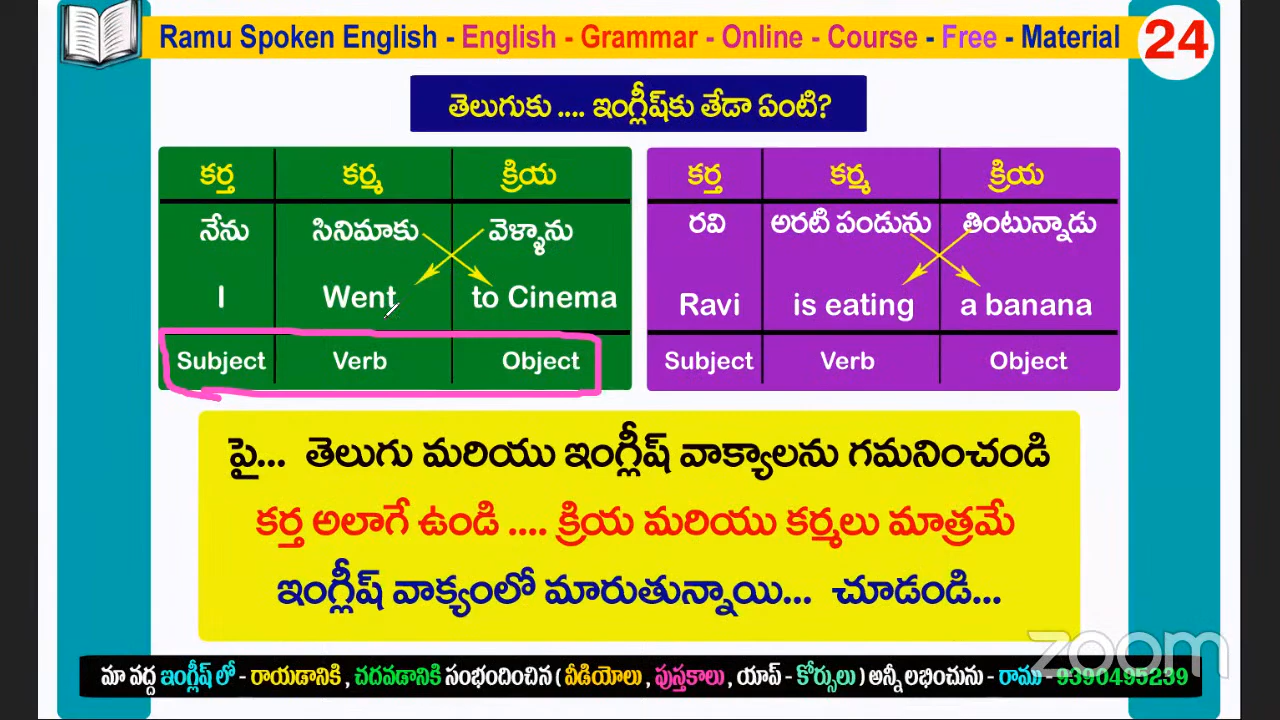 Ramu Spoken English - English - Grammar - Online - Course - Free - Material 24
తెలుగుకు .... ఇంగ్లీష్‌కు తేడా ఏంటి?
కర్త కర్మ క్రియ
నేను సినిమాకు వెళ్ళాను
I Went to Cinema
Subject Verb Object
కర్త కర్మ క్రియ
రవి అరటి పండును తింటున్నాడు
Ravi is eating a banana
Subject Verb Object
పై... తెలుగు మరియు ఇంగ్లీష్ వాక్యాలను గమనించండి
కర్త అలాగే ఉండి .... క్రియ మరియు కర్మలు మాత్రమే
ఇంగ్లీష్ వాక్యంలో మారుతున్నాయి... చూడండి...
zoom
మా వద్ద ఇంగ్లీష్ లో - రాయడానికి , చదవడానికి సంభందించిన ( వీడియోలు , పుస్తకాలు , యాప్ - కోర్సులు ) అన్నీ లభించును - రాము - 9390495239